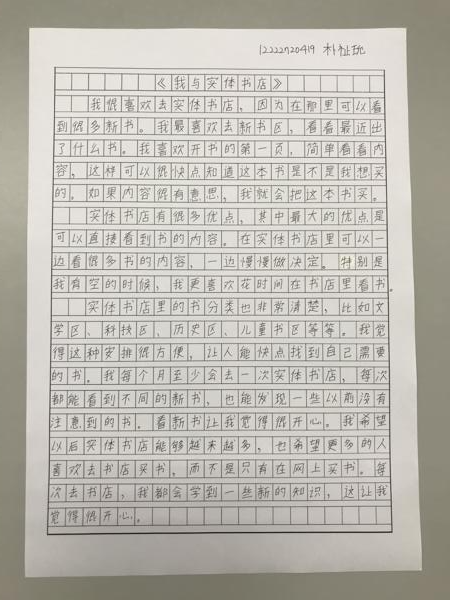 12222720419 朴祉琬
《我与实体书店》
我很喜欢去实体书店，因为在那里可以看
到很多新书。我最喜欢去新书区，看看最近出
了什么书。我喜欢开书的第一页，简单看看内
容，这样可以很快点知道这本书是不是我想买
的。如果内容很有意思，我就会把这本书买。
实体书店有很多优点，其中最大的优点是
可以直接看到书的内容。在实体书店里可以一
边看很多书的内容，一边慢慢做决定。特别是
我有空的时候，我更喜欢花时间在书店里看书。
实体书店里的书分类也非常清楚，比如文
学区、科技区、历史区、儿童书区等等。我觉
得这种安排很方便，让人能快点找到自己需要
的书。我每个月至少会去一次实体书店，每次
都能看到不同的新书，也能发现一些以前没有
注意到的书。看新书让我觉得很开心。我希望
以后实体书店能够越来越多，也希望更多的人
喜欢去书店买书，而不是只有在网上买书。每
次去书店，我都会学到一些新的知识，这让我
觉得很开心。